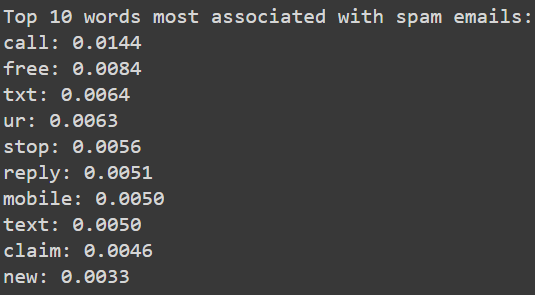 Top 10 words most associated with spam emails:
call: 0.0144
free: 0.0084
txt: 0.0064
ur: 0.0063
stop: 0.0056
reply: 0.0051
mobile: 0.0050
text: 0.0050
claim: 0.0046
new: 0.0033